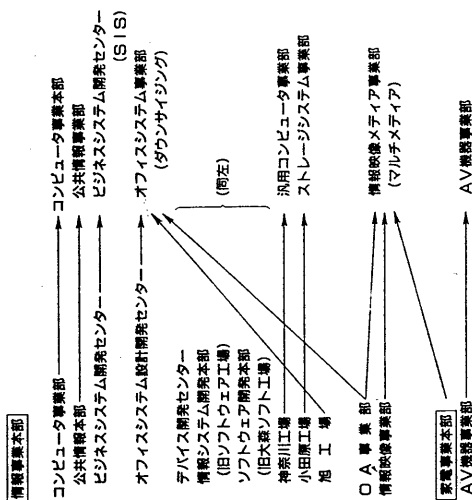 情報事業本部
コンピュータ事業部
コンピュータ事業本部
公共情報本部
公共情報事業部
ビジネスシステム開発センター
ビジネスシステム開発センター
(SIS)
オフィスシステム設計開発センター
オフィスシステム事業部
(ダウンサイジング)
デバイス開発センター
情報システム開発本部
(旧ソフトウェア工場)
ソフトウェア開発本部
(旧大森ソフト工場)
(同左)
神奈川工場
汎用コンピュータ事業部
小田原工場
ストレージシステム事業部
旭工場
OA事業部
情報映像事業部
情報映像メディア事業部
(マルチメディア)
家電事業本部
AV機器事業部
AV機器事業部